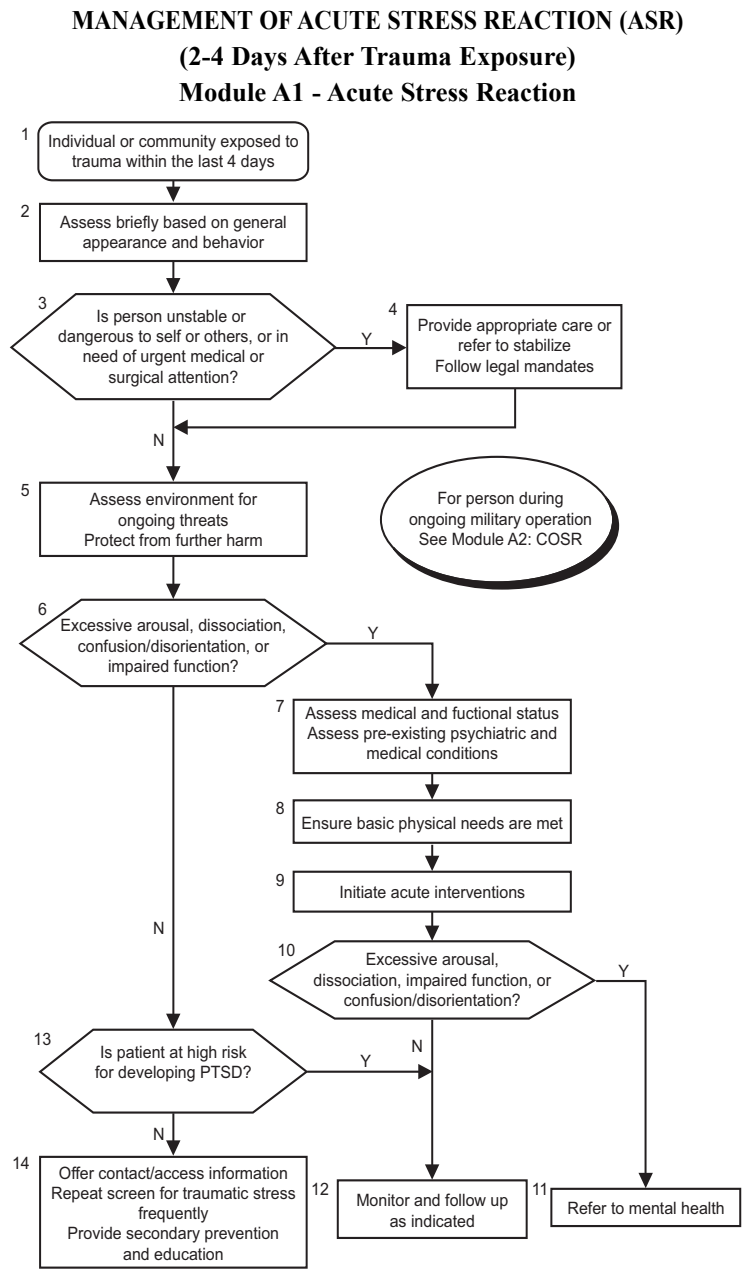 MANAGEMENT OF ACUTE STRESS REACTION (ASR)
(2-4 Days After Trauma Exposure)
Module A1 - Acute Stress Reaction
1
Individual or community exposed to
trauma within the last 4 days
2
Assess briefly based on general
appearance and behavior
3
Is person unstable or
dangerous to self or others, or in
need of urgent medical or
surgical attention?
Y
4
Provide appropriate care or
refer to stabilize
Follow legal mandates
N
5
Assess environment for
ongoing threats
Protect from further harm
For person during
ongoing military operation
See Module A2: COSR
6
Excessive arousal, dissociation,
confusion/disorientation, or
impaired function?
Y
7
Assess medical and fuctional status
Assess pre-existing psychiatric and
medical conditions
8
Ensure basic physical needs are met
9
Initiate acute interventions
N
10
Excessive arousal,
dissociation, impaired function, or
confusion/disorientation?
Y
N
13
Is patient at high risk
for developing PTSD?
Y
N
14
Offer contact/access information
Repeat screen for traumatic stress
frequently
Provide secondary prevention
and education
12
Monitor and follow up
as indicated
11
Refer to mental health